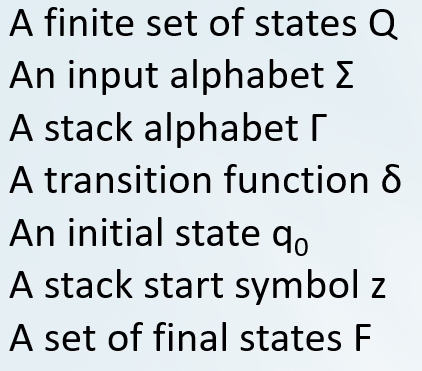 A finite set of states Q
An input alphabet Σ
A stack alphabet Γ
A transition function δ
An initial state q₀
A stack start symbol z
A set of final states F